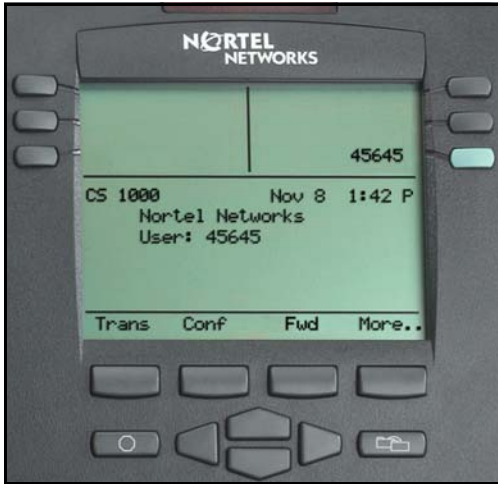 NORTEL
NETWORKS
45645
CS 1000 Nov 8 1:42 P
Nortel Networks
User: 45645
Trans Conf Fwd More..